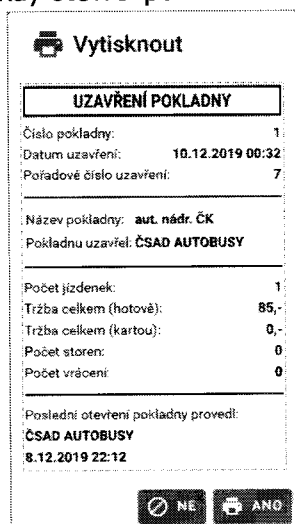 Vytisknout
UZAVŘENÍ POKLADNY
Číslo pokladny: 1
Datum uzavření: 10.12.2019 00:32
Pořadové číslo uzavření: 7
Název pokladny: aut. nádr. ČK
Pokladnu uzavřel: ČSAD AUTOBUSY
Počet jízdenek: 1
Tržba celkem (hotově): 85,-
Tržba celkem (kartou): 0,-
Počet storen: 0
Počet vrácení: 0
Poslední otevření pokladny provedl:
ČSAD AUTOBUSY
8.12.2019 22:12
NE ANO